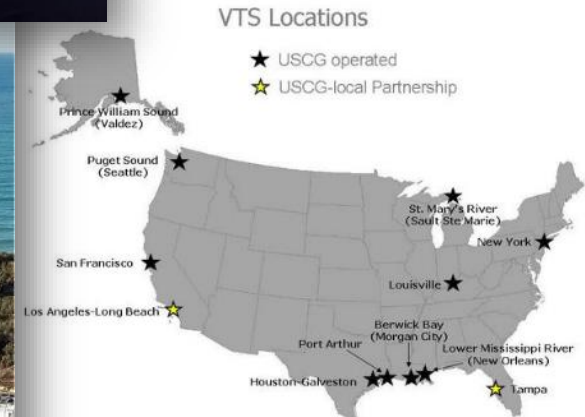 VTS Locations
USCG operated
USCG-local Partnership
Prince William Sound
(Valdez)
Puget Sound
(Seattle)
St. Mary's River
(Sault Ste Marie)
New York
San Francisco
Louisville
Los Angeles-Long Beach
Berwick Bay
(Morgan City)
Port Arthur
Lower Mississippi River
(New Orleans)
Houston-Galveston
Tampa